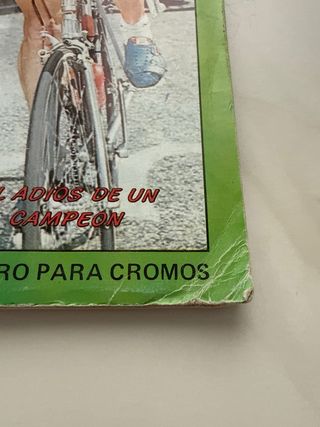 L ADIOS DE UN
CAMPEON
RO PARA CROMOS